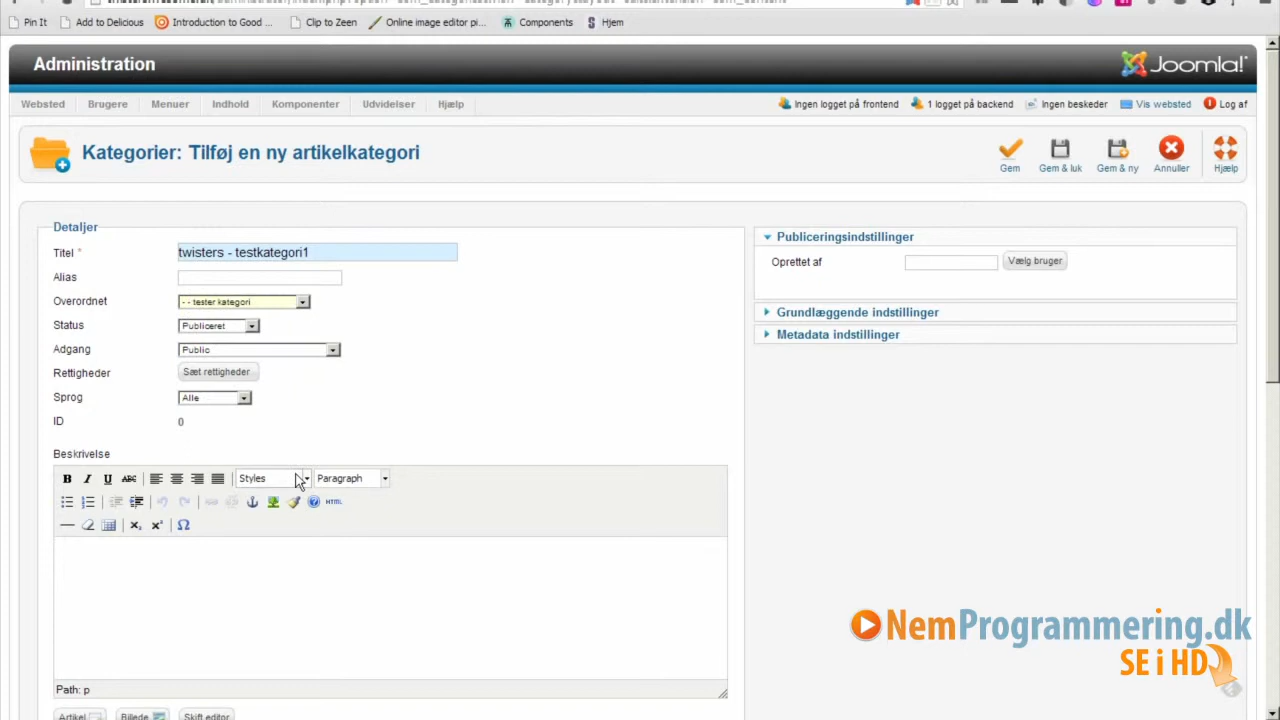 Pin It Add to Delicious Introduction to Good ... Clip to Zeen Online image editor pi... Components Hjem
Administration
Joomla!
Websted Brugere Menuer Indhold Komponenter Udvidelser Hjælp Ingen logget på frontend 1 logget på backend Ingen beskeder Vis websted Log af
Kategorier: Tilføj en ny artikelkategori
Gem Gem & luk Gem & ny Annuller Hjælp
Detaljer
Titel * twisters - testkategori1
Alias
Overordnet - - tester kategori
Status Publiceret
Adgang Public
Rettigheder Sæt rettigheder
Sprog Alle
ID 0
Beskrivelse
B I U ABC Styles Paragraph
HTML
X₂ X² Ω
Path: p
Artikel Billede Skift editor
Publiceringsindstillinger
Oprettet af Vælg bruger
Grundlæggende indstillinger
Metadata indstillinger
NemProgrammering.dk
SE i HD